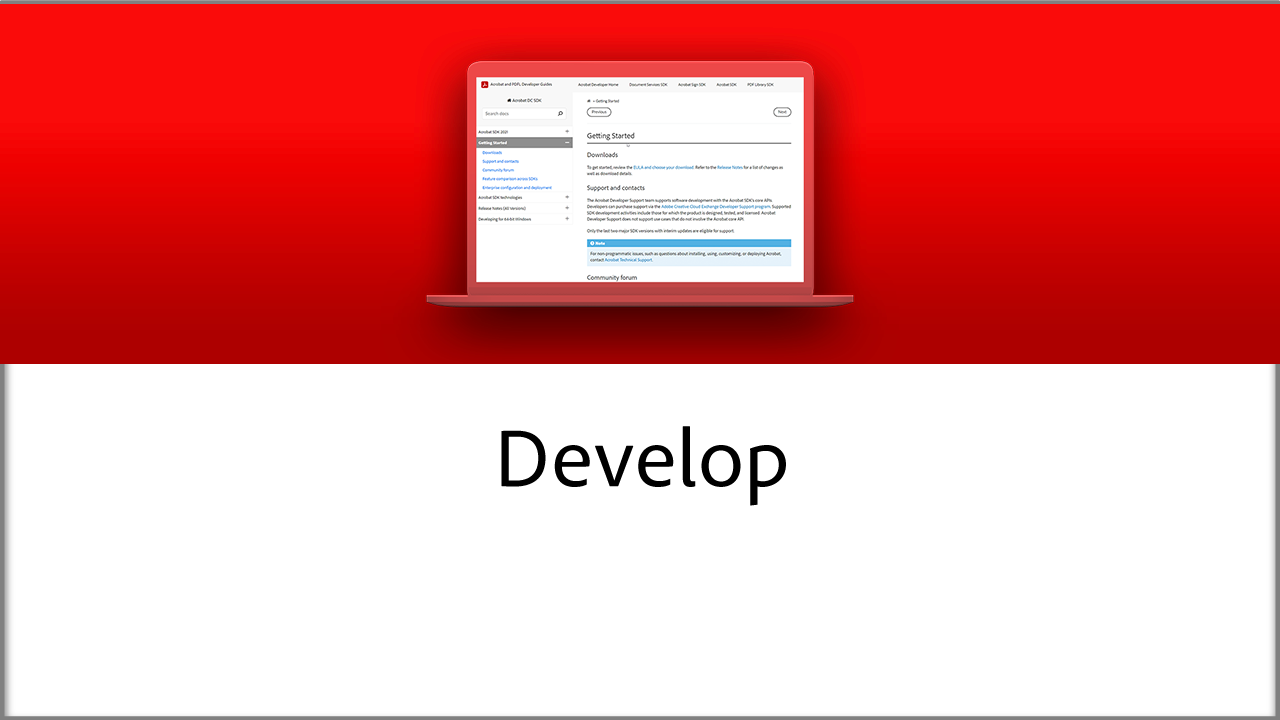 Acrobat and PDFL Developer Guides
Acrobat Developer Home Document Services SDK Acrobat Sign SDK Acrobat SDK PDF Library SDK
Acrobat DC SDK
Search docs
Acrobat SDK 2020
Getting Started
Downloads
Support and contacts
Community forum
Feature comparison across SDKs
Enterprise configuration and deployment
Acrobat SDK technologies
Release Notes (All Versions)
Developing for 64-bit Windows
» Getting Started
Previous Next
Getting Started
Downloads
To get started, review the EULA and choose your download. Refer to the Release Notes for a list of changes as
well as download details.
Support and contacts
The Acrobat Developer Support team supports software development with the Acrobat SDK's core APIs.
Developers can purchase support via the Adobe Creative Cloud Exchange Developer Support program. Supported
SDK development activities include those for which the product is designed, tested, and licensed. Acrobat
Developer Support does not support use cases that do not involve the Acrobat core API.
Only the last two major SDK versions with interim updates are eligible for support.
Note
For non-programmatic issues, such as questions about installing, using, customizing, or deploying Acrobat,
contact Acrobat Technical Support.
Community forum
Develop